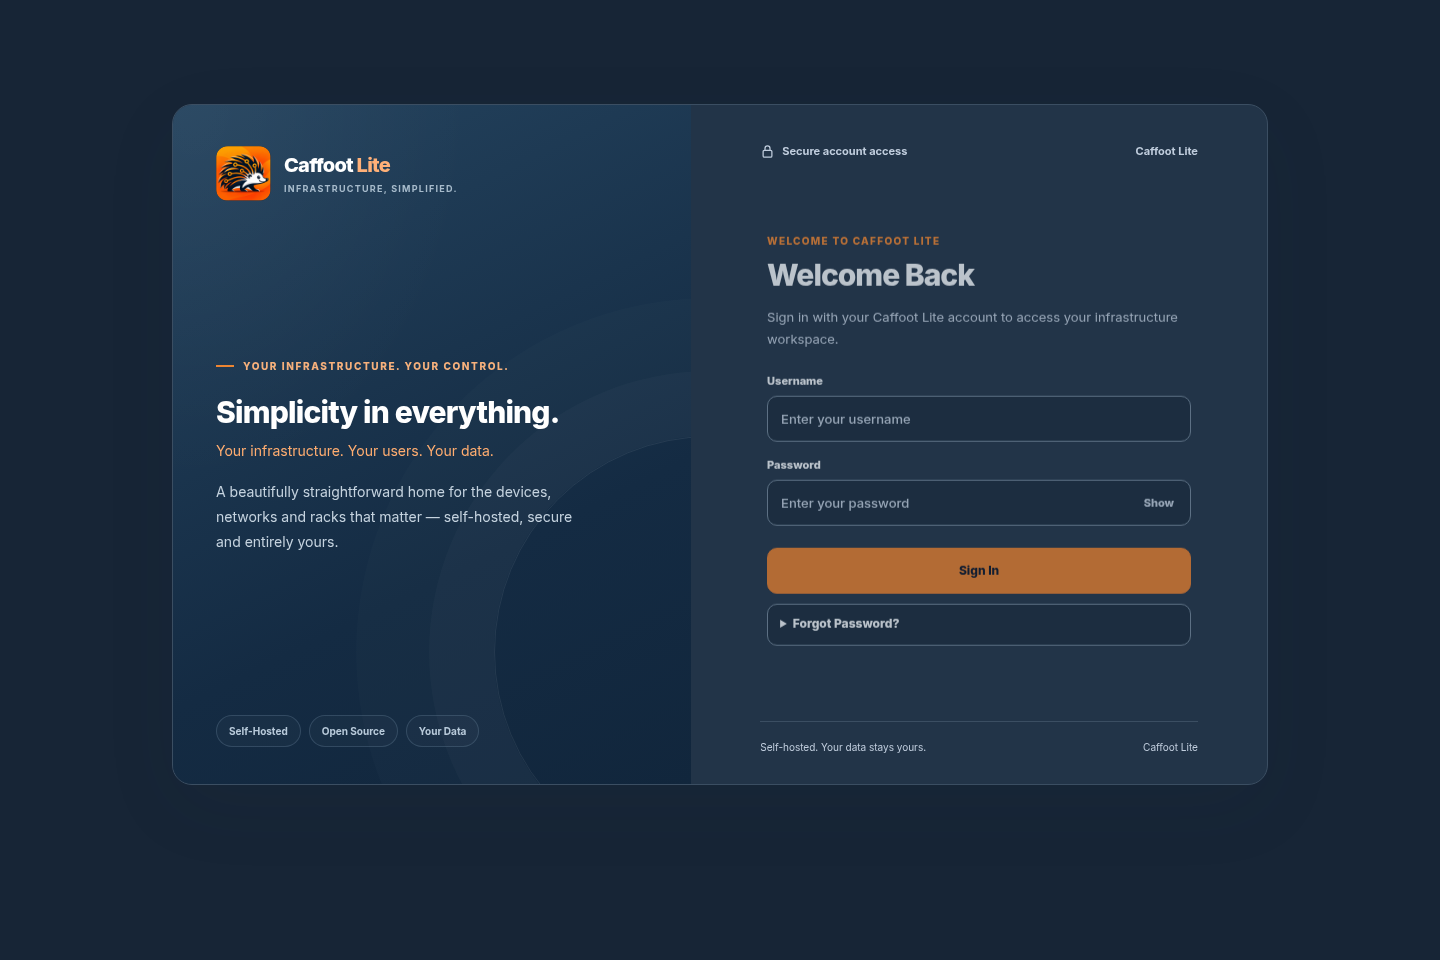 Caffoot Lite
INFRASTRUCTURE, SIMPLIFIED.
YOUR INFRASTRUCTURE. YOUR CONTROL.
Simplicity in everything.
Your infrastructure. Your users. Your data.
A beautifully straightforward home for the devices,
networks and racks that matter — self-hosted, secure
and entirely yours.
Self-Hosted
Open Source
Your Data
Secure account access
Caffoot Lite
WELCOME TO CAFFOOT LITE
Welcome Back
Sign in with your Caffoot Lite account to access your infrastructure
workspace.
Username
Enter your username
Password
Enter your password
Show
Sign In
Forgot Password?
Self-hosted. Your data stays yours.
Caffoot Lite